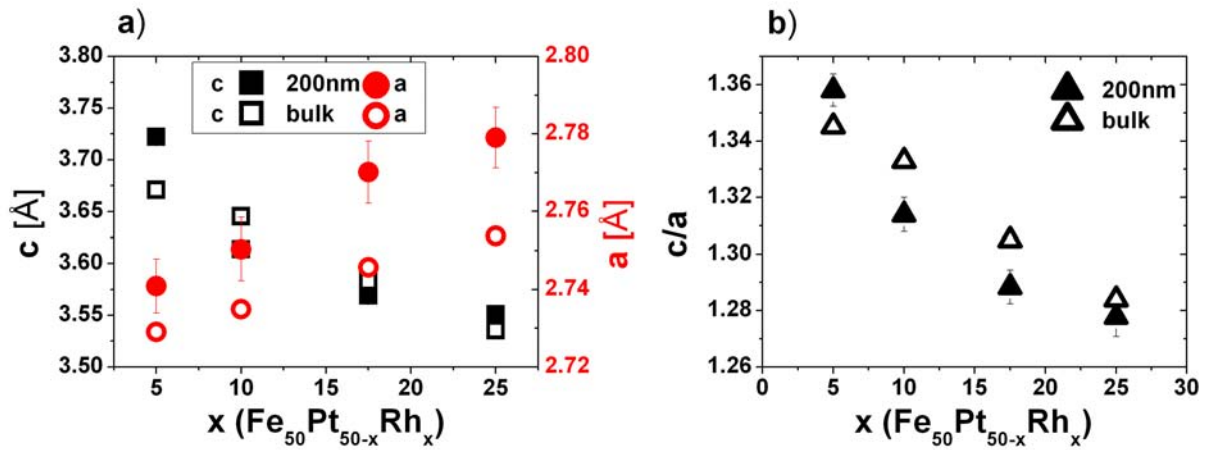 a)
b)
3.80
3.75
3.70
3.65
3.60
3.55
3.50
c [Å]
c 200nm a
c bulk a
2.80
2.78
2.76
2.74
2.72
a [Å]
5 10 15 20 25
x (Fe₅₀Pt₅₀₋ₓRhₓ)
1.36
1.34
1.32
1.30
1.28
1.26
c/a
200nm
bulk
0 5 10 15 20 25 30
x (Fe₅₀Pt₅₀₋ₓRhₓ)